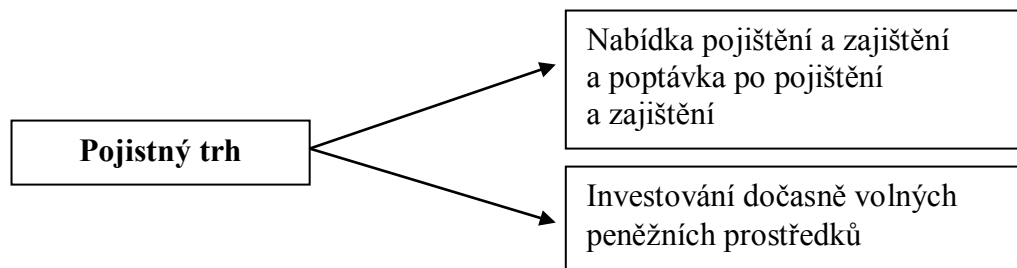 Nabídka pojištění a zajištění
a poptávka po pojištění
a zajištění
Pojistný trh
Investování dočasně volných
peněžních prostředků